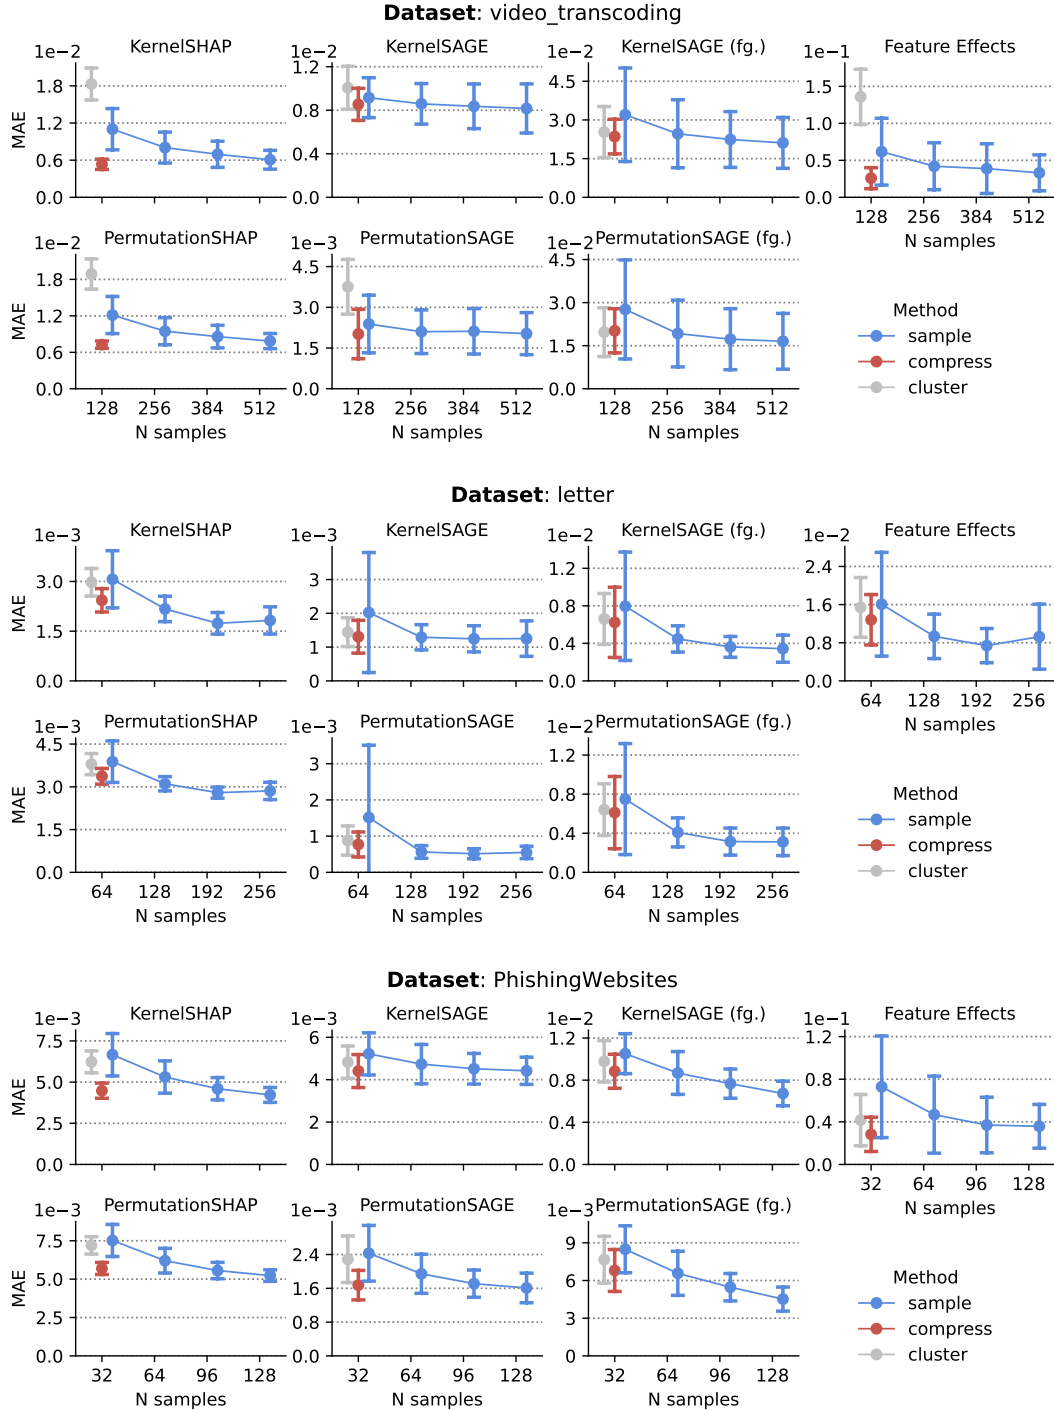 Dataset: video_transcoding
1e−2 KernelSHAP
1e−2 KernelSAGE
1e−2 KernelSAGE (fg.)
1e−1 Feature Effects
MAE
1.8
1.2
0.6
0.0
1.2
0.8
0.4
0.0
4.5
3.0
1.5
0.0
1.5
1.0
0.5
0.0
128 256 384 512
N samples
1e−2 PermutationSHAP
1e−3 PermutationSAGE
1e−2 PermutationSAGE (fg.)
MAE
1.8
1.2
0.6
0.0
4.5
3.0
1.5
0.0
4.5
3.0
1.5
0.0
128 256 384 512
128 256 384 512
128 256 384 512
N samples
N samples
N samples
Method
sample
compress
cluster
Dataset: letter
1e−3 KernelSHAP
1e−3 KernelSAGE
1e−2 KernelSAGE (fg.)
1e−2 Feature Effects
MAE
3.0
1.5
0.0
3
2
1
0
1.2
0.8
0.4
0.0
2.4
1.6
0.8
0.0
64 128 192 256
N samples
1e−3 PermutationSHAP
1e−3 PermutationSAGE
1e−2 PermutationSAGE (fg.)
MAE
4.5
3.0
1.5
0.0
3
2
1
0
1.2
0.8
0.4
0.0
64 128 192 256
64 128 192 256
64 128 192 256
N samples
N samples
N samples
Method
sample
compress
cluster
Dataset: PhishingWebsites
1e−3 KernelSHAP
1e−3 KernelSAGE
1e−2 KernelSAGE (fg.)
1e−1 Feature Effects
MAE
7.5
5.0
2.5
0.0
6
4
2
0
1.2
0.8
0.4
0.0
1.2
0.8
0.4
0.0
32 64 96 128
N samples
1e−3 PermutationSHAP
1e−3 PermutationSAGE
1e−3 PermutationSAGE (fg.)
MAE
7.5
5.0
2.5
0.0
2.4
1.6
0.8
0.0
9
6
3
0
32 64 96 128
32 64 96 128
32 64 96 128
N samples
N samples
N samples
Method
sample
compress
cluster